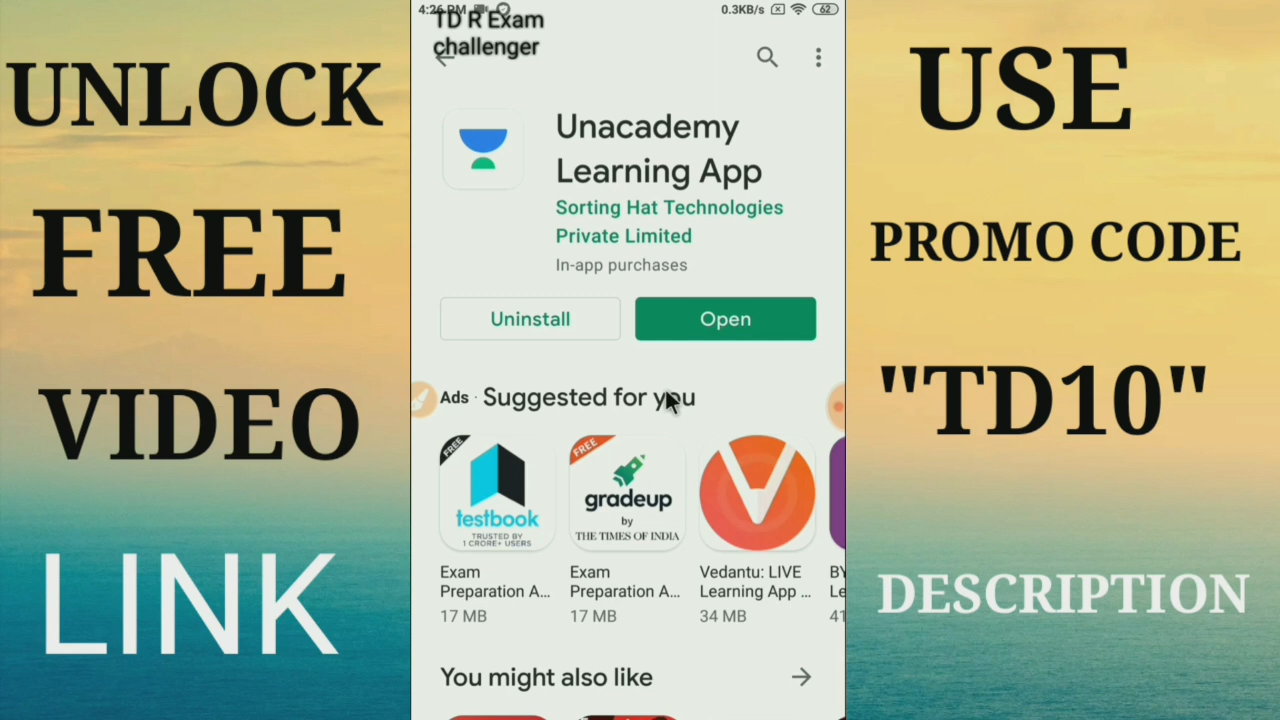 UNLOCK
FREE
VIDEO
LINK
4:26 PM
0.3KB/s
62
TD R Exam
challenger
Unacademy
Learning App
Sorting Hat Technologies
Private Limited
In-app purchases
Uninstall
Open
Ads · Suggested for you
FREE
testbook
TRUSTED BY
1 CRORE+ USERS
Exam
Preparation A...
17 MB
FREE
gradeup
by
THE TIMES OF INDIA
Exam
Preparation A...
17 MB
Vedantu: LIVE
Learning App ...
34 MB
BY
Le
41
You might also like
USE
PROMO CODE
"TD10"
DESCRIPTION